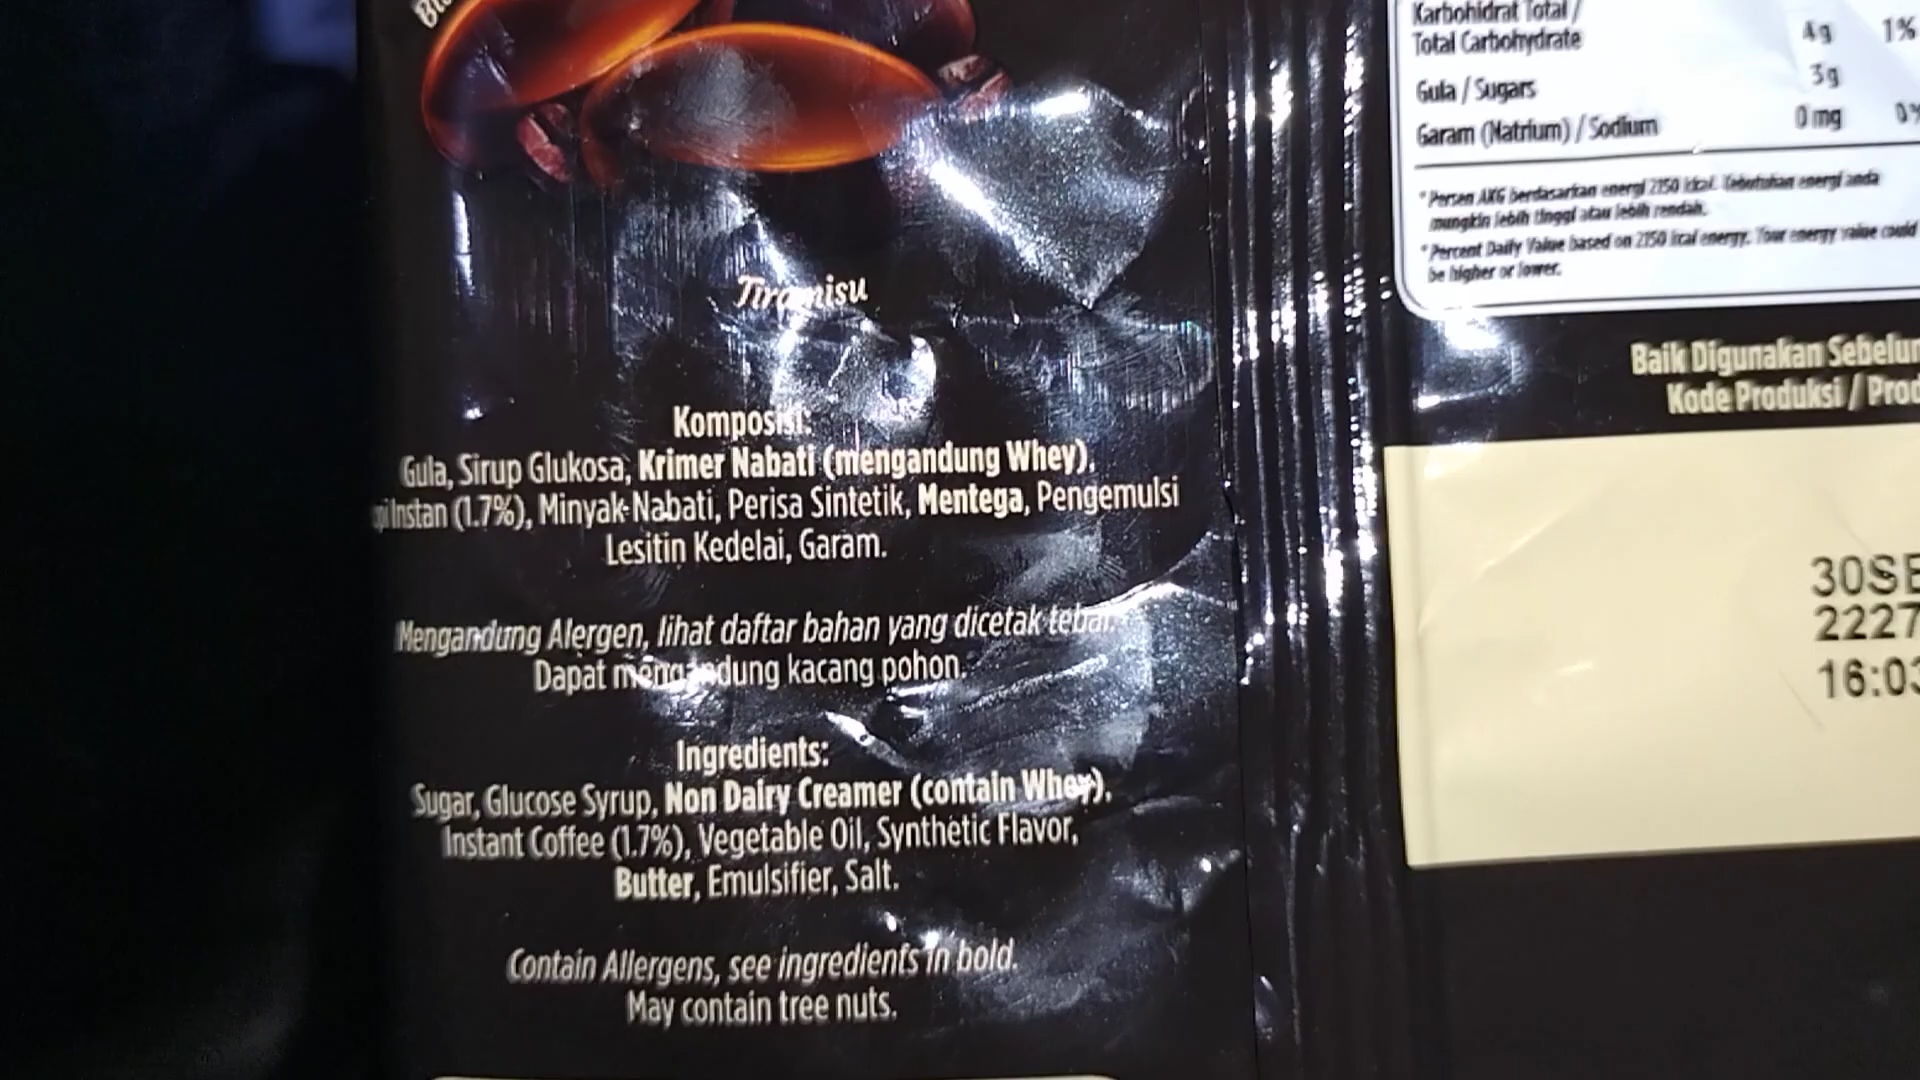 Tiramisu
Komposisi:
Gula, Sirup Glukosa, Krimer Nabati (mengandung Whey),
Instan (1.7%), Minyak Nabati, Perisa Sintetik, Mentega, Pengemulsi
Lesitin Kedelai, Garam.
Mengandung Alergen, lihat daftar bahan yang dicetak tebal.
Dapat mengandung kacang pohon.
Ingredients:
Sugar, Glucose Syrup, Non Dairy Creamer (contain Whey),
Instant Coffee (1.7%), Vegetable Oil, Synthetic Flavor,
Butter, Emulsifier, Salt.
Contain Allergens, see ingredients in bold.
May contain tree nuts.
Karbohidrat Total /
Total Carbohydrate 4g 1%
Gula / Sugars 3g
Garam (Natrium) / Sodium 0 mg 0%
* Persen AKG berdasarkan energi 2150 kkal. Kebutuhan energi anda
mungkin lebih tinggi atau lebih rendah.
* Percent Daily Value based on 2150 kcal energy. Your energy value could
be higher or lower.
Baik Digunakan
Kode Produksi /
2227